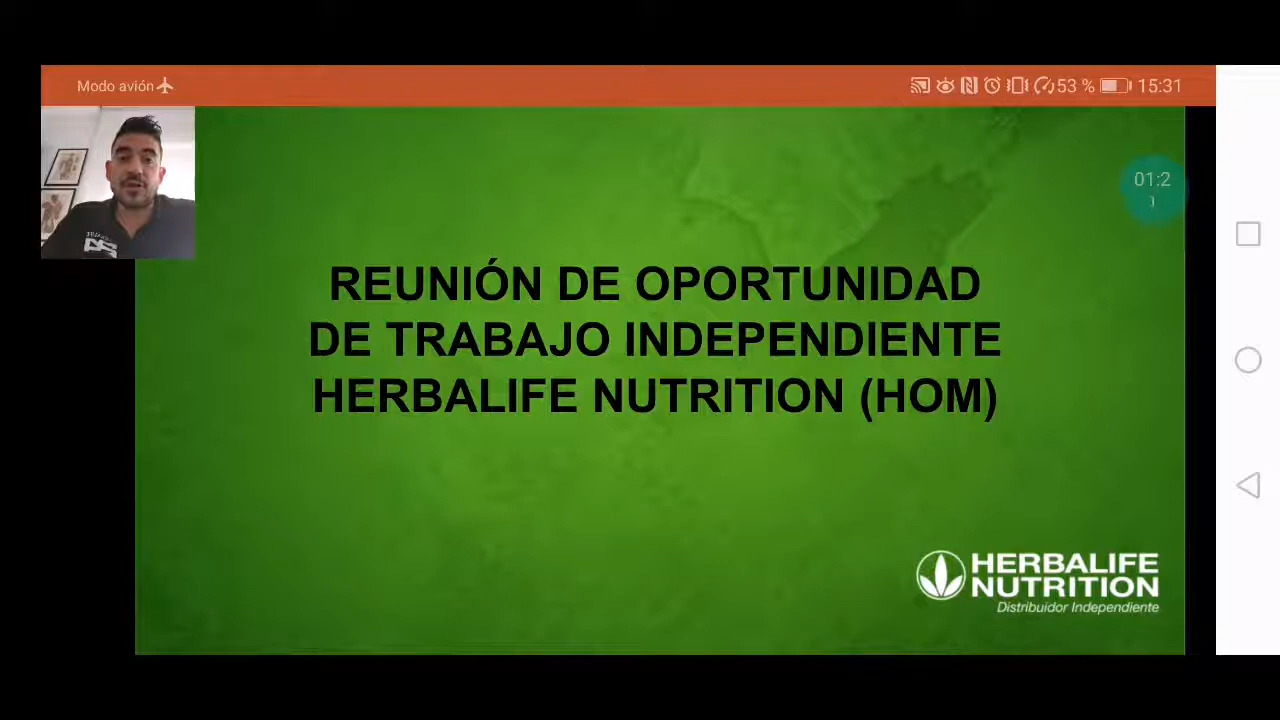 Modo avión
53 %
15:31
01:2
REUNIÓN DE OPORTUNIDAD
DE TRABAJO INDEPENDIENTE
HERBALIFE NUTRITION (HOM)
HERBALIFE
NUTRITION
Distribuidor Independiente